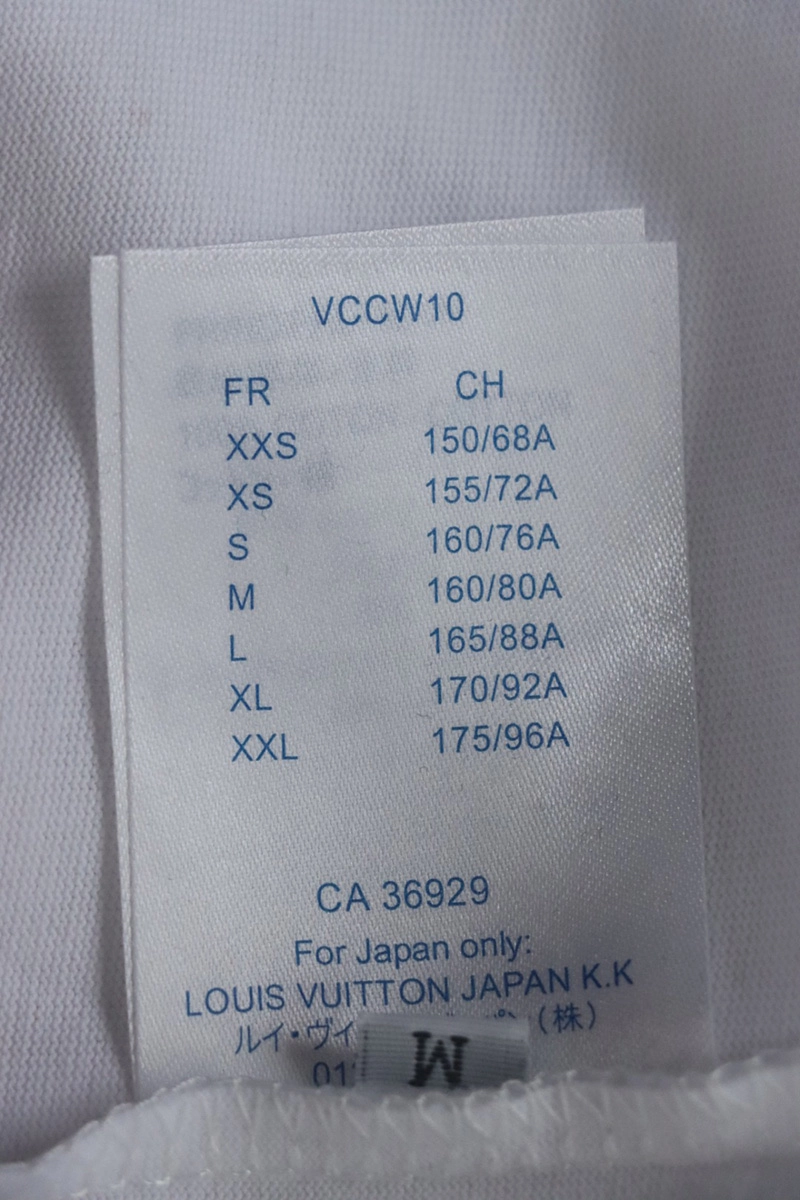 VCCW10
FR CH
XXS 150/68A
XS 155/72A
S 160/76A
M 160/80A
L 165/88A
XL 170/92A
XXL 175/96A
CA 36929
For Japan only:
LOUIS VUITTON JAPAN K.K
ルイ・ヴィ (株)
01
M